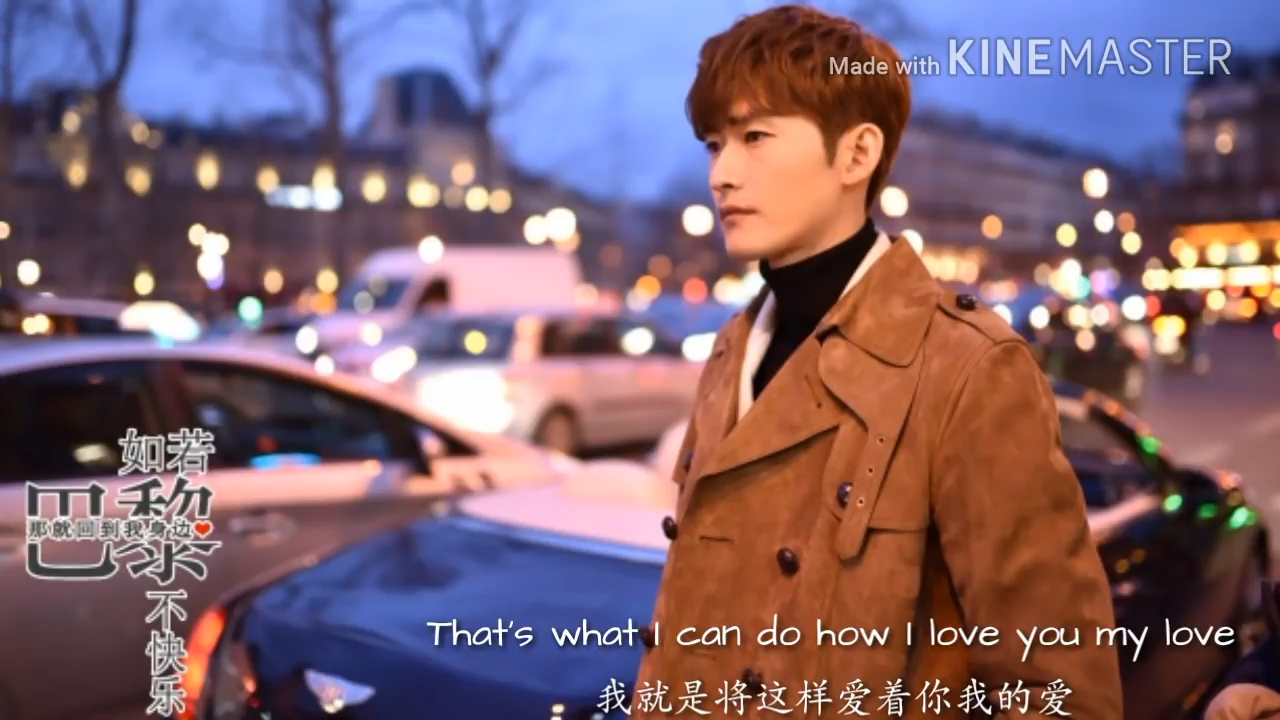 Made with KINEMASTER
如若
巴黎
那就回到我身边
不快乐
That's what I can do how I love you my love
我就是将这样爱着你我的爱